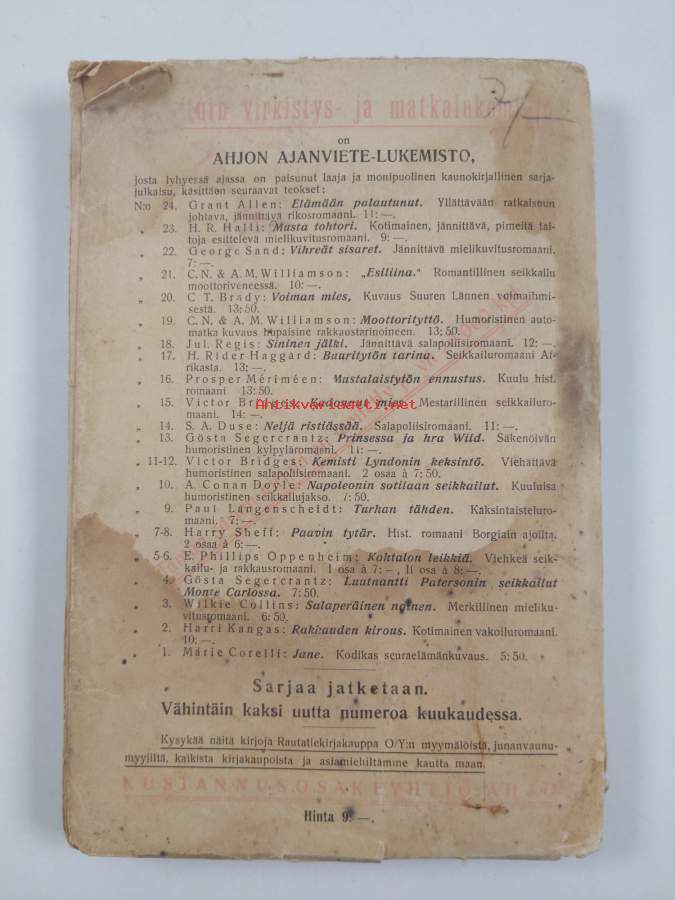 virkistys- ja matkalukemisto
on
AHJON AJANVIETE-LUKEMISTO,
josta lyhyessä ajassa on paisunut laaja ja monipuolinen kaunokirjallinen sarja-
julkaisu, käsittäen seuraavat teokset:
N:o 24. Grant Allen: Elämään palautunut. Yllättävään ratkaisuun
johtava, jännittävä rikosromaani. 11: —.
„ 23. H. R. Halli: Musta tohtori. Kotimainen, jännittävä, pimeitä tai-
toja esittelevä mielikuvitusromaani. 9: —.
„ 22. George Sand: Vihreät sisaret. Jännittävä mielikuvitusromaani.
7: —.
„ 21. C. N. & A. M. Williamson: „Esiliina." Romantillinen seikkailu
moottoriveneessä. 10: —.
„ 20. C. T. Brady: Voiman mies, Kuvaus Suuren Lännen voimaihmi-
sestä. 13: 50.
„ 19. C. N. & A. M. Williamson: Moottorityttö. Humoristinen auto-
matka kuvaus hupaisine rakkaustarinoineen. 13: 50.
„ 18. Jul. Regis: Sininen jälki. Jännittävä salapoliisiromaani. 12: —.
„ 17. H. Rider Haggard: Buuritytön tarina. Seikkailuromaani Af-
rikasta. 13: —.
„ 16. Prosper Mériméen: Mustalaistytön ennustus. Kuulu hist.
romaani 13: 50.
„ 15. Victor Bridges. Kadonnut mies. Mestarillinen seikkailuro-
maani. 14: —.
Antikvariaatti.net
„ 14. S. A. Duse: Neljä ristiässää. Salapoliisiromaani. 11: —.
„ 13. Gösta Segercrantz: Prinsessa ja hra Wild. Säkenöivän
humoristinen kylpyläromaani. 11: —.
„ 11-12. Victor Bridges: Kemisti Lyndonin keksintö. Viehättävä
humoristinen salapoliisiromaani. 2 osaa à 7: 50.
„ 10. A. Conan Doyle: Napoleonin sotilaan seikkailut. Kuuluisa
humoristinen seikkailujakso. 7: 50.
„ 9. Paul Langenscheidt: Turhan tähden. Kaksintaisteluro-
maani. 7: —.
„ 7-8. Harry Sheff: Paavin tytär. Hist. romaani Borgiain ajoilta.
2 osaa à 6: —.
„ 5-6. E. Phillips Oppenheim: Kohtalon leikkiä. Viehkeä seik-
kailu- ja rakkausromaani. I osa à 7: —, II osa à 8: —.
„ 4. Gösta Segercrantz: Luutnantti Patersonin seikkailut
Monte Carlossa. 7: 50.
„ 3. Wilkie Collins: Salaperäinen nainen. Merkillinen mieliku-
vitusromaani. 6: 50.
„ 2. Harri Kangas: Rakkauden kirous. Kotimainen vakoiluromaani.
10: —.
„ 1. Marie Corelli: Jane. Kodikas seuraelämänkuvaus. 5: 50.
Sarjaa jatketaan.
Vähintäin kaksi uutta numeroa kuukaudessa.
Kysykää näitä kirjoja Rautatiekirjakauppa O/Y:n myymälöistä, junanvaunu-
myyjiltä, kaikista kirjakaupoista ja asiamiehiltämme kautta maan.
KUSTANNUSOSAKEYHTIÖ AHJO
Hinta 9: —.